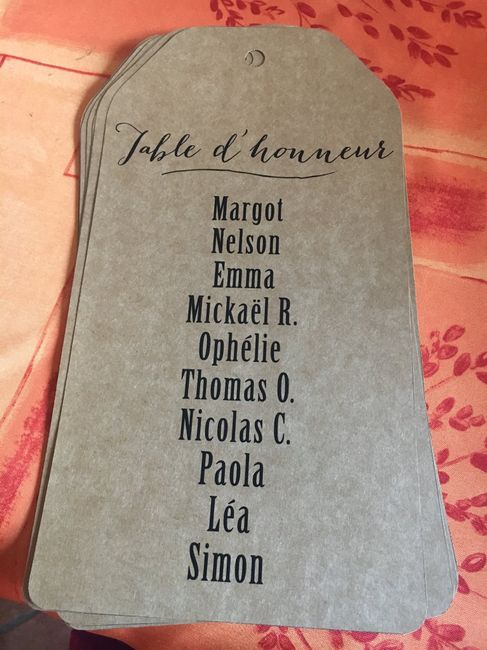 Table d'honneur
Margot
Nelson
Emma
Mickaël R.
Ophélie
Thomas O.
Nicolas C.
Paola
Léa
Simon